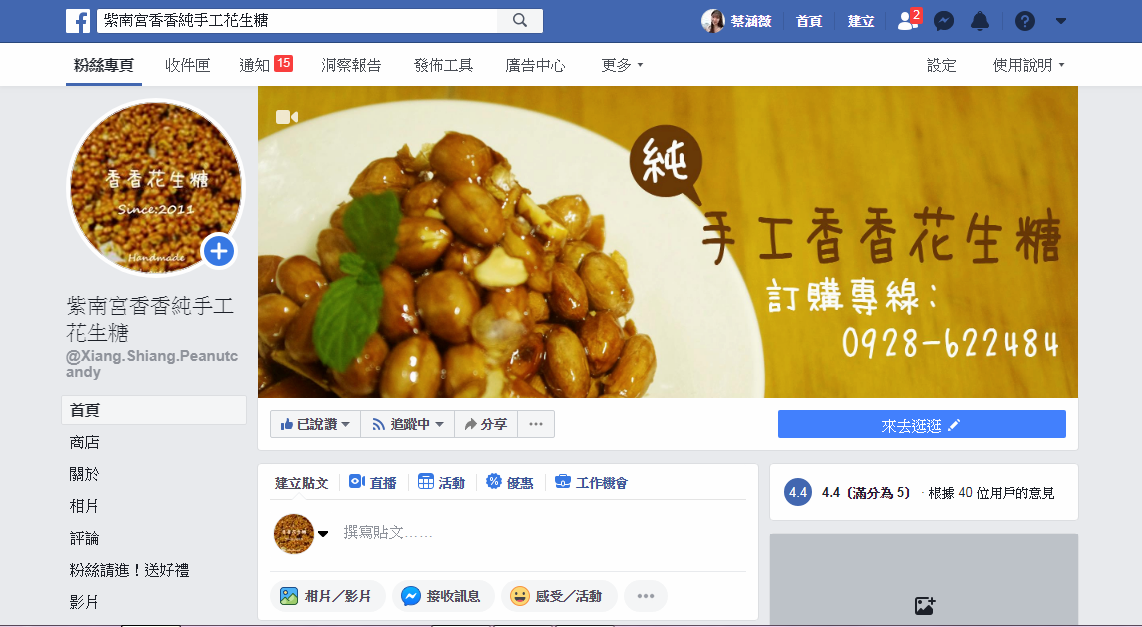 紫南宮香香純手工花生糖
蔡涵薇 首頁 建立 2
粉絲專頁 收件匣 通知 15 洞察報告 發佈工具 廣告中心 更多 設定 使用說明
香香花生糖
Since;2011
Handmade
純
手工香香花生糖
訂購專線：
0928-622484
紫南宮香香純手工
花生糖
@Xiang.Shiang.Peanutc
andy
已說讚 追蹤中 分享 ...
來去逛逛
首頁
商店
關於
相片
評論
粉絲請進！送好禮
影片
建立貼文 直播 活動 優惠 工作機會
撰寫貼文......
相片／影片 接收訊息 感受／活動 ...
4.4 4.4（滿分為 5） · 根據 40 位用戶的意見